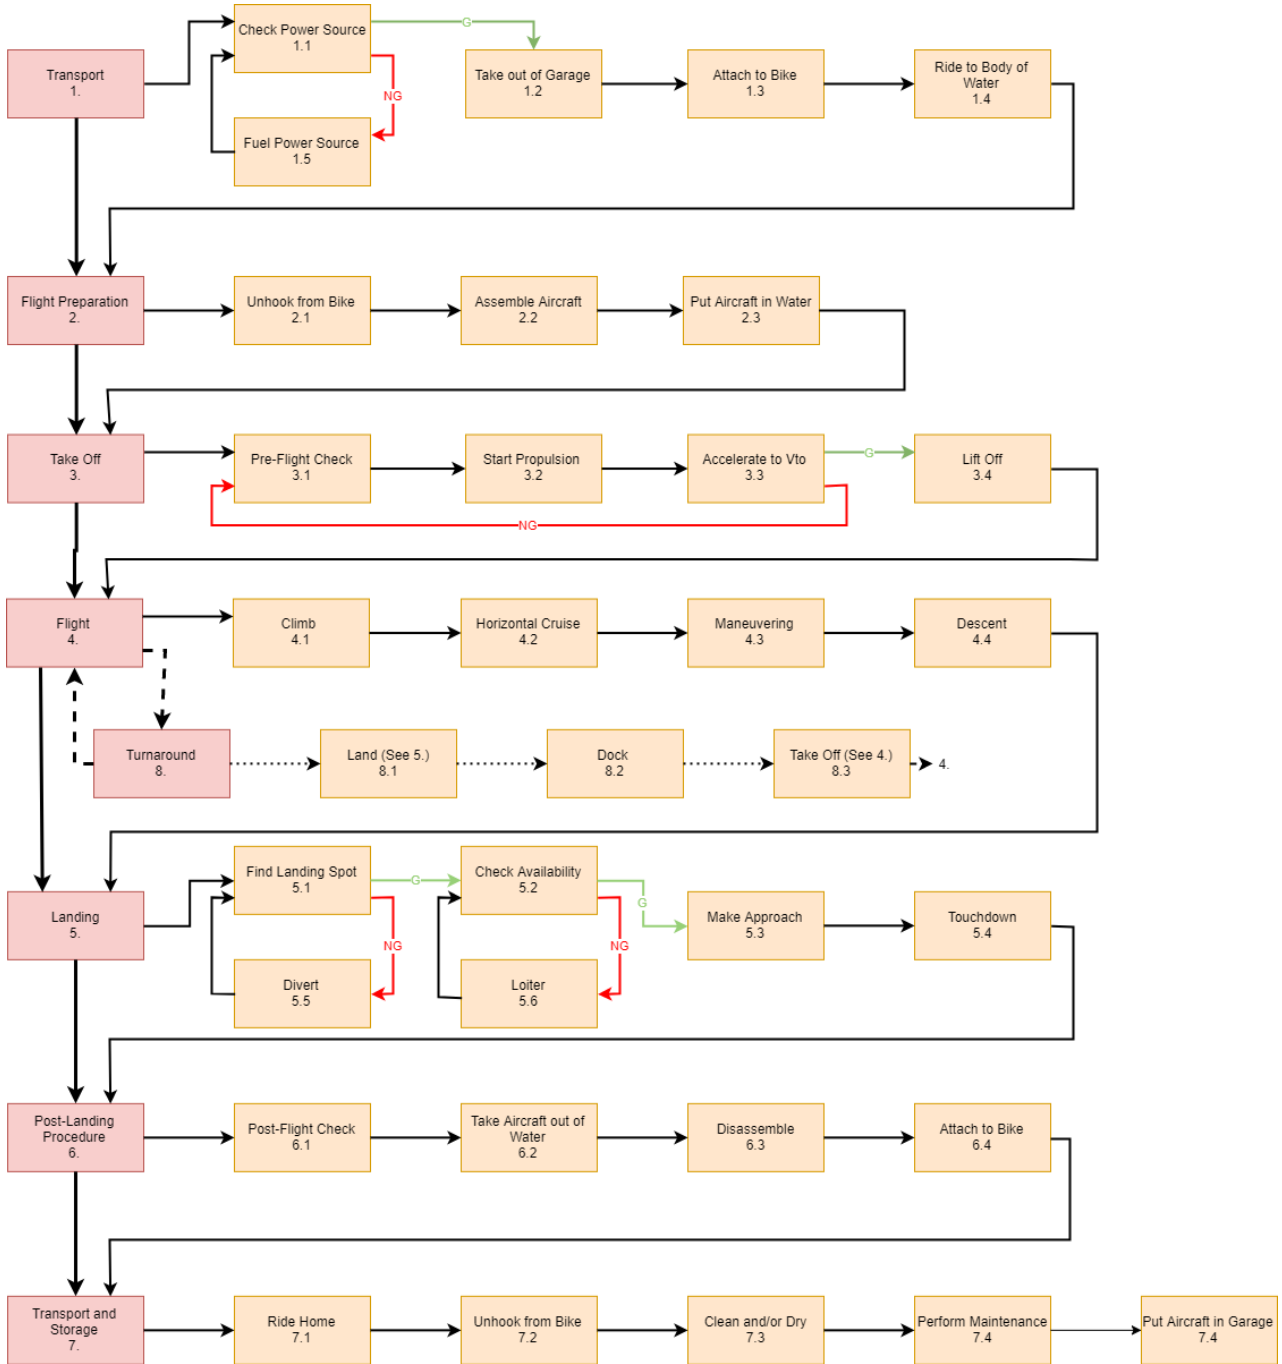 Check Power Source
1.1
G
Transport
1.
Take out of Garage
1.2
Attach to Bike
1.3
Ride to Body of
Water
1.4
NG
Fuel Power Source
1.5
Flight Preparation
2.
Unhook from Bike
2.1
Assemble Aircraft
2.2
Put Aircraft in Water
2.3
Take Off
3.
Pre-Flight Check
3.1
Start Propulsion
3.2
Accelerate to Vto
3.3
G
Lift Off
3.4
NG
Flight
4.
Climb
4.1
Horizontal Cruise
4.2
Maneuvering
4.3
Descent
4.4
Turnaround
8.
Land (See 5.)
8.1
Dock
8.2
Take Off (See 4.)
8.3
4.
Find Landing Spot
5.1
G
Check Availability
5.2
G
Landing
5.
Make Approach
5.3
Touchdown
5.4
NG
NG
Divert
5.5
Loiter
5.6
Post-Landing
Procedure
6.
Post-Flight Check
6.1
Take Aircraft out of
Water
6.2
Disassemble
6.3
Attach to Bike
6.4
Transport and
Storage
7.
Ride Home
7.1
Unhook from Bike
7.2
Clean and/or Dry
7.3
Perform Maintenance
7.4
Put Aircraft in Garage
7.4